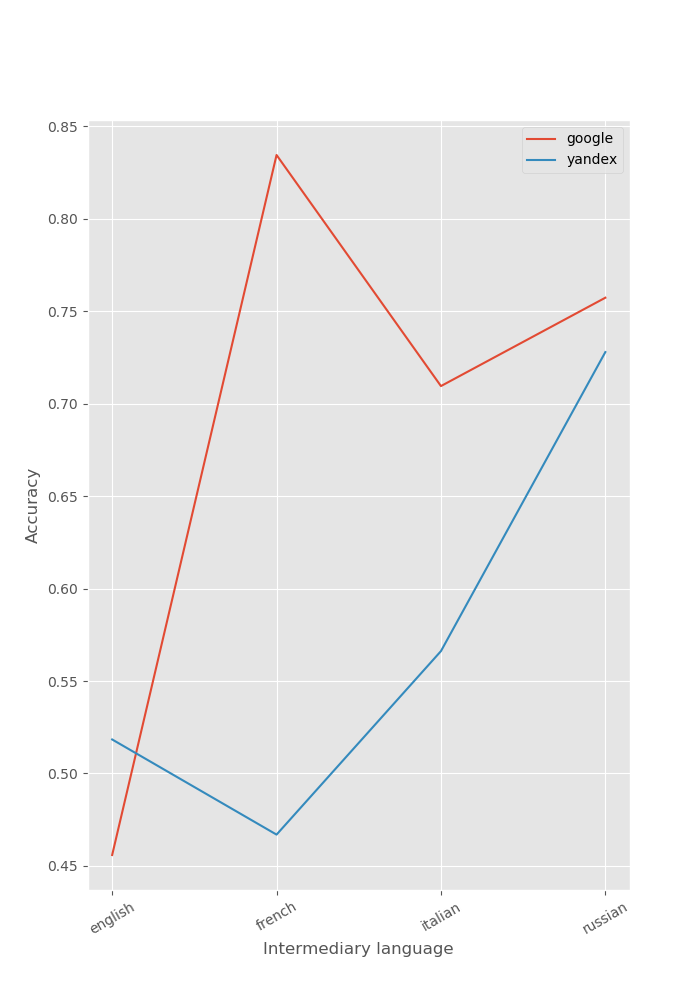 google
yandex
0.85
0.80
0.75
0.70
0.65
0.60
0.55
0.50
0.45
Accuracy
english
french
italian
russian
Intermediary language